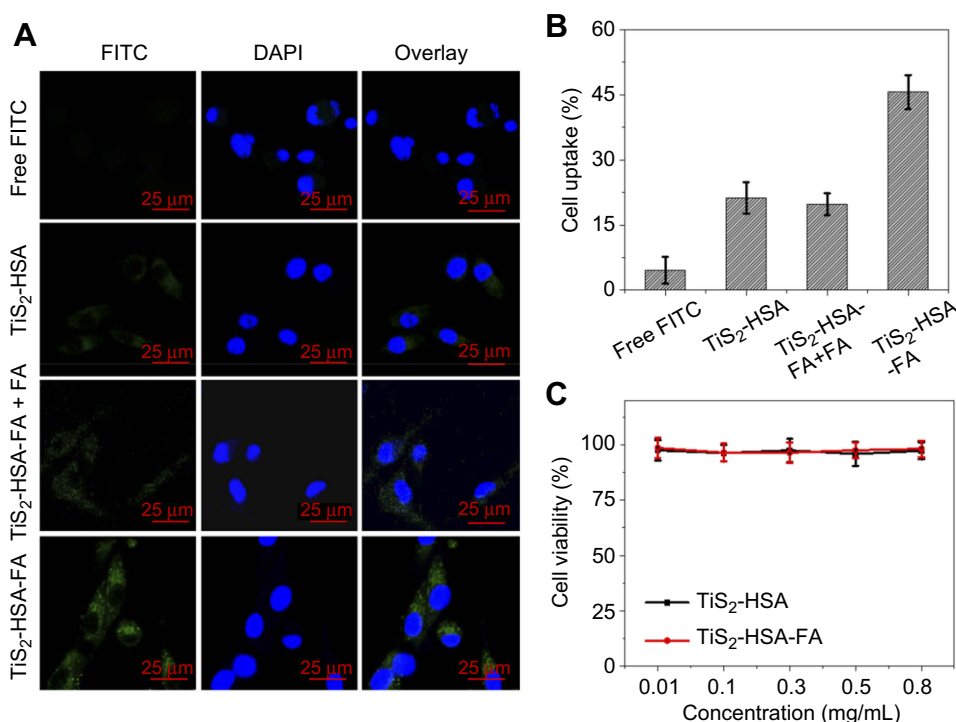 A
FITC DAPI Overlay
Free FITC
25 µm 25 µm 25 µm
TiS₂-HSA
25 µm 25 µm 25 µm
TiS₂-HSA-FA + FA
25 µm 25 µm 25 µm
TiS₂-HSA-FA
25 µm 25 µm 25 µm
B
Cell uptake (%)
60
45
30
15
0
Free FITC
TiS₂-HSA
TiS₂-HSA-
FA+FA
TiS₂-HSA
-FA
C
Cell viability (%)
100
75
50
25
0
TiS₂-HSA
TiS₂-HSA-FA
0.01 0.1 0.3 0.5 0.8
Concentration (mg/mL)